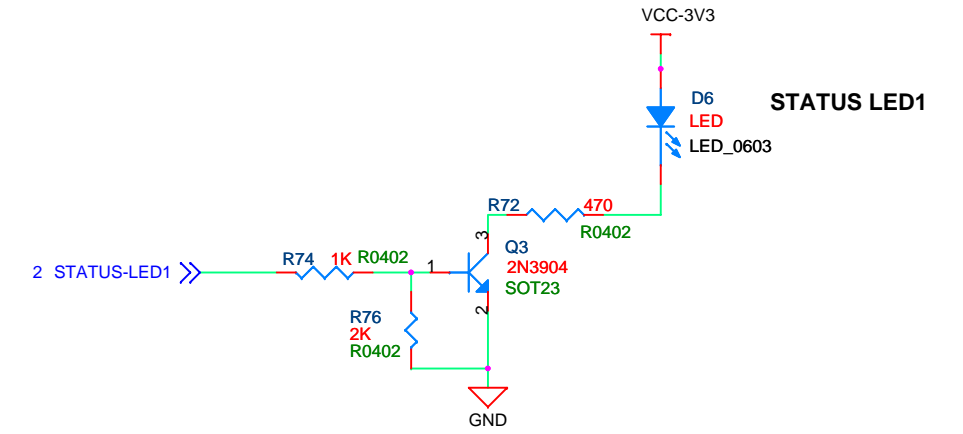 VCC-3V3
D6
LED
LED_0603
STATUS LED1
R72 470
R0402
3
Q3
2N3904
SOT23
R74 1K R0402
1
2 STATUS-LED1
2
R76
2K
R0402
GND